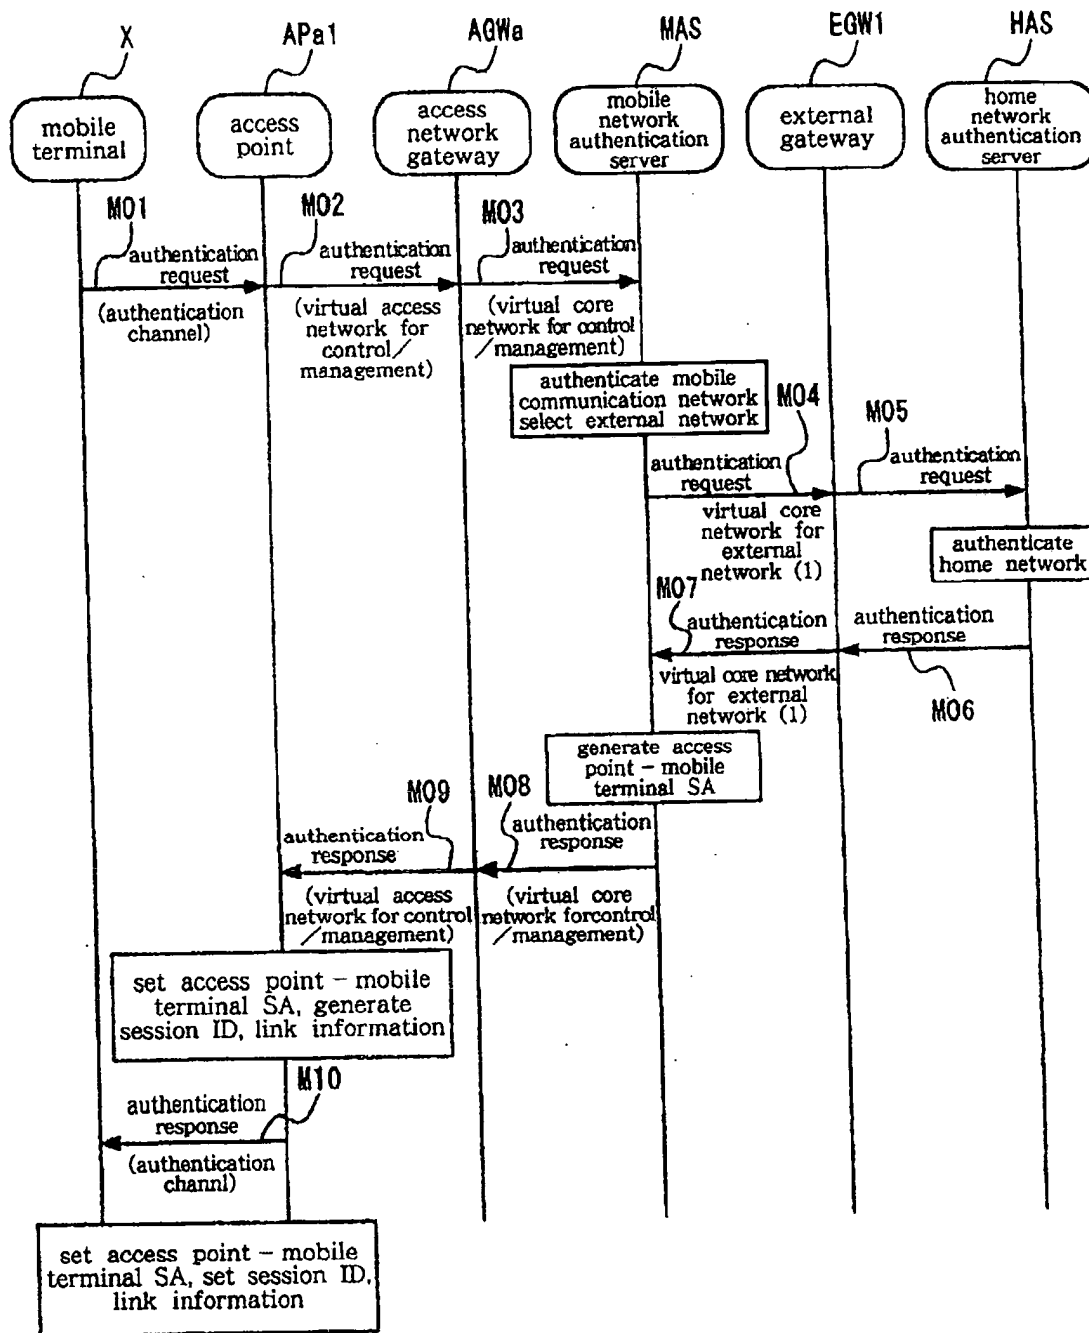 X
APa1
AGWa
MAS
EGW1
HAS
mobile
terminal
access
point
access
network
gateway
mobile
network
authentication
server
external
gateway
home
network
authentication
server
M01
authentication
request
(authentication
channel)
M02
authentication
request
(virtual access
network for
control/
management)
M03
authentication
request
(virtual core
network for control
/management)
authenticate mobile
communication network
select external network
M04
authentication
request
virtual core
network for
external
network (1)
M05
authentication
request
authenticate
home network
M07
authentication
response
virtual core network
for external
network (1)
authentication
response
M06
generate access
point - mobile
terminal SA
M09
authentication
response
(virtual access
network for control
/management)
M08
authentication
response
(virtual core
network forcontrol
/management)
set access point - mobile
terminal SA, generate
session ID, link information
M10
authentication
response
(authentication
channl)
set access point - mobile
terminal SA, set session ID,
link information